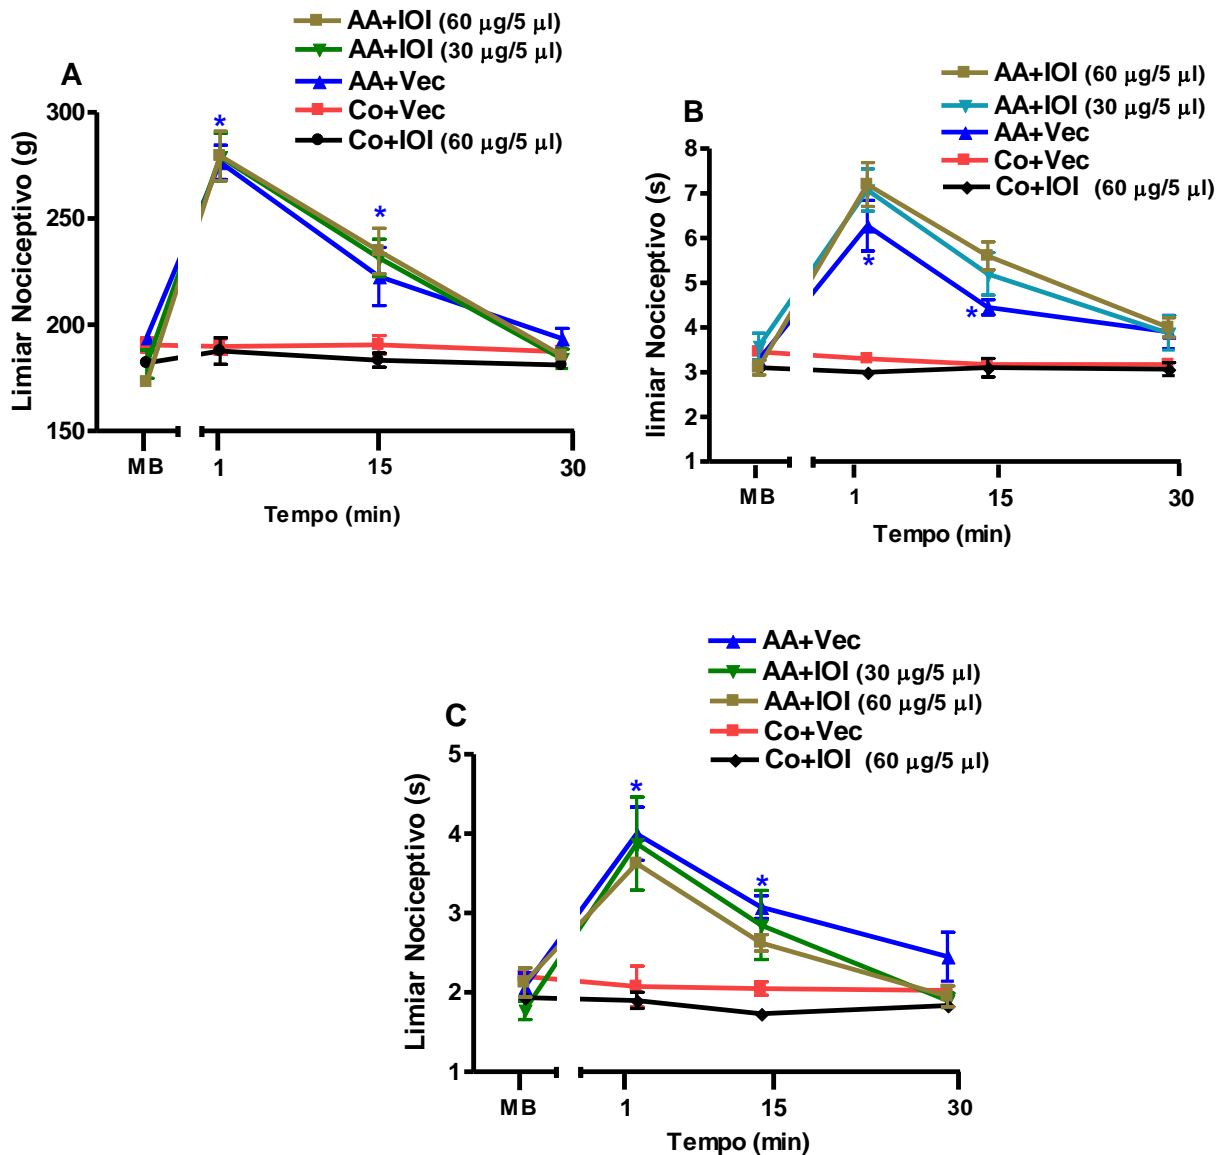 A
AA+IOI (60 µg/5 µl)
AA+IOI (30 µg/5 µl)
AA+Vec
Co+Vec
Co+IOI (60 µg/5 µl)
Limiar Nociceptivo (g)
300
250
200
150
*
*
MB
1
15
30
Tempo (min)
B
AA+IOI (60 µg/5 µl)
AA+IOI (30 µg/5 µl)
AA+Vec
Co+Vec
Co+IOI (60 µg/5 µl)
limiar Nociceptivo (s)
8
7
6
5
4
3
2
1
*
*
MB
1
15
30
Tempo (min)
C
AA+Vec
AA+IOI (30 µg/5 µl)
AA+IOI (60 µg/5 µl)
Co+Vec
Co+IOI (60 µg/5 µl)
Limiar Nociceptivo (s)
5
4
3
2
1
*
*
MB
1
15
30
Tempo (min)